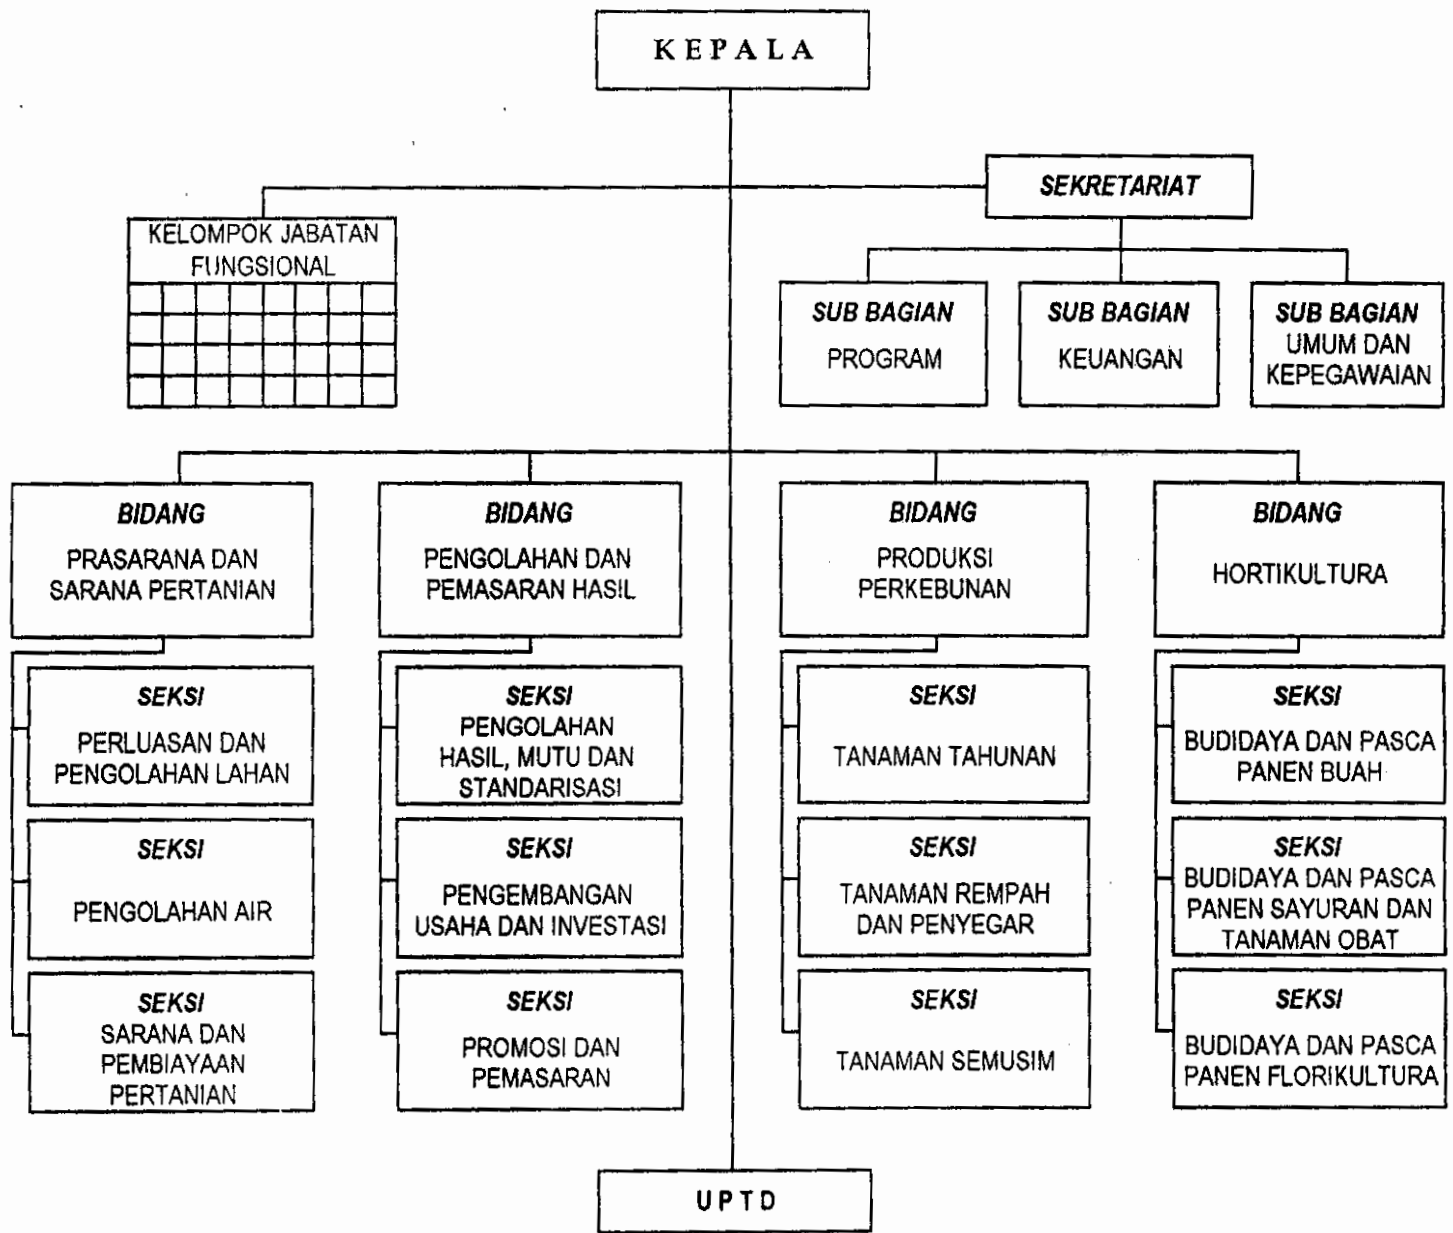 K E P A L A
SEKRETARIAT
KELOMPOK JABATAN
FUNGSIONAL
SUB BAGIAN
PROGRAM
SUB BAGIAN
KEUANGAN
SUB BAGIAN
UMUM DAN
KEPEGAWAIAN
BIDANG
PRASARANA DAN
SARANA PERTANIAN
BIDANG
PENGOLAHAN DAN
PEMASARAN HASIL
BIDANG
PRODUKSI
PERKEBUNAN
BIDANG
HORTIKULTURA
SEKSI
PERLUASAN DAN
PENGOLAHAN LAHAN
SEKSI
PENGOLAHAN AIR
SEKSI
SARANA DAN
PEMBIAYAAN
PERTANIAN
SEKSI
PENGOLAHAN
HASIL, MUTU DAN
STANDARISASI
SEKSI
PENGEMBANGAN
USAHA DAN INVESTASI
SEKSI
PROMOSI DAN
PEMASARAN
SEKSI
TANAMAN TAHUNAN
SEKSI
TANAMAN REMPAH
DAN PENYEGAR
SEKSI
TANAMAN SEMUSIM
SEKSI
BUDIDAYA DAN PASCA
PANEN BUAH
SEKSI
BUDIDAYA DAN PASCA
PANEN SAYURAN DAN
TANAMAN OBAT
SEKSI
BUDIDAYA DAN PASCA
PANEN FLORIKULTURA
U P T D